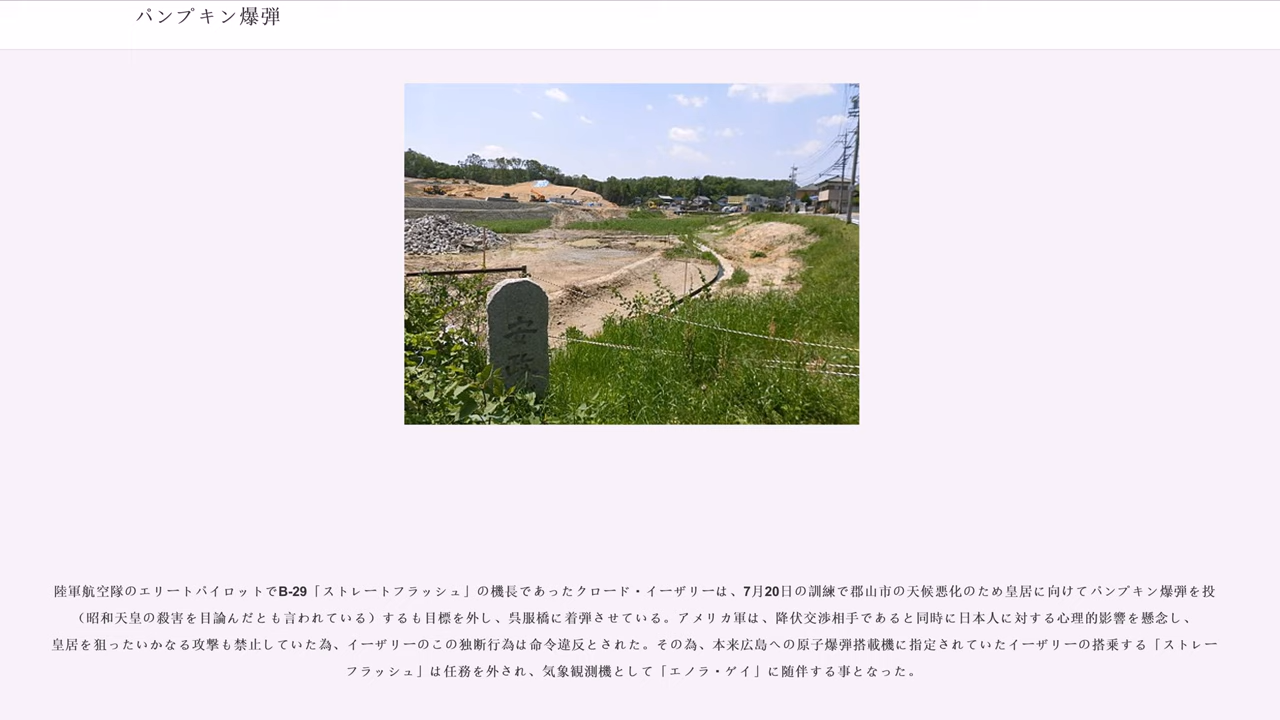 パンプキン爆弾
安政
陸軍航空隊のエリートパイロットでB-29「ストレートフラッシュ」の機長であったクロード・イーザリーは、7月20日の訓練で郡山市の天候悪化のため皇居に向けてパンプキン爆弾を投
（昭和天皇の殺害を目論んだとも言われている）するも目標を外し、呉服橋に着弾させている。アメリカ軍は、降伏交渉相手であると同時に日本人に対する心理的影響を懸念し、
皇居を狙ったいかなる攻撃も禁止していた為、イーザリーのこの独断行為は命令違反とされた。その為、本来広島への原子爆弾搭載機に指定されていたイーザリーの搭乗する「ストレー
フラッシュ」は任務を外され、気象観測機として「エノラ・ゲイ」に随伴する事となった。